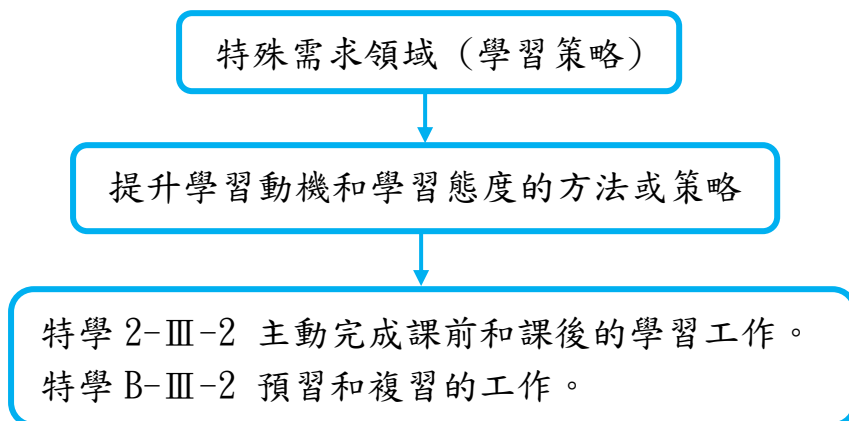 特殊需求領域（學習策略）
提升學習動機和學習態度的方法或策略
特學 2-Ⅲ-2 主動完成課前和課後的學習工作。
特學 B-Ⅲ-2 預習和複習的工作。